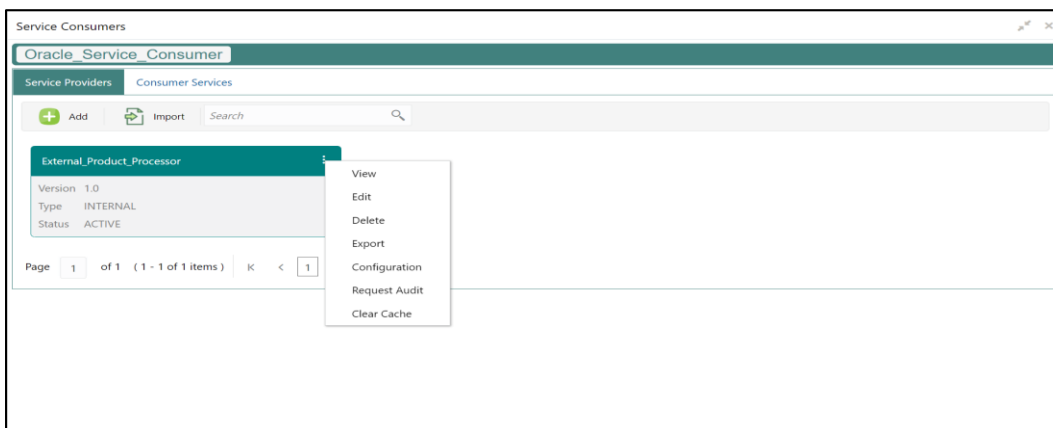 Service Consumers
Oracle_Service_Consumer
Service Providers Consumer Services
Add Import Search
External_Product_Processor
Version 1.0
Type INTERNAL
Status ACTIVE
View
Edit
Delete
Export
Configuration
Request Audit
Clear Cache
Page 1 of 1 ( 1 - 1 of 1 items ) K < 1